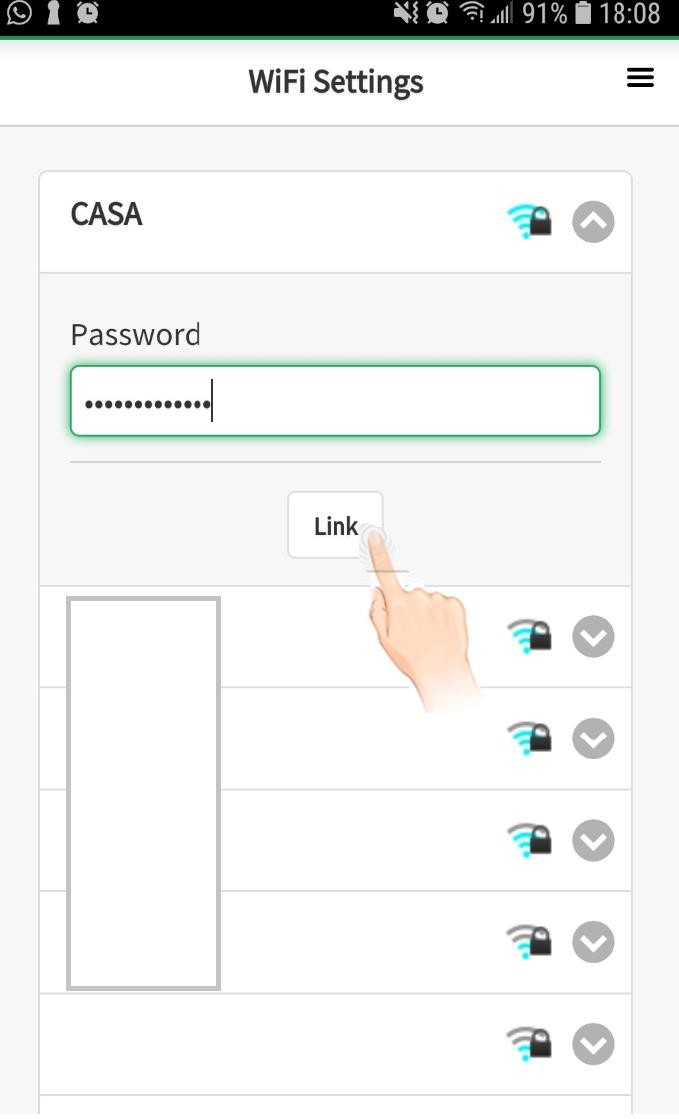 91% 18:08
WiFi Settings
CASA
Password
•••••••••••••
Link